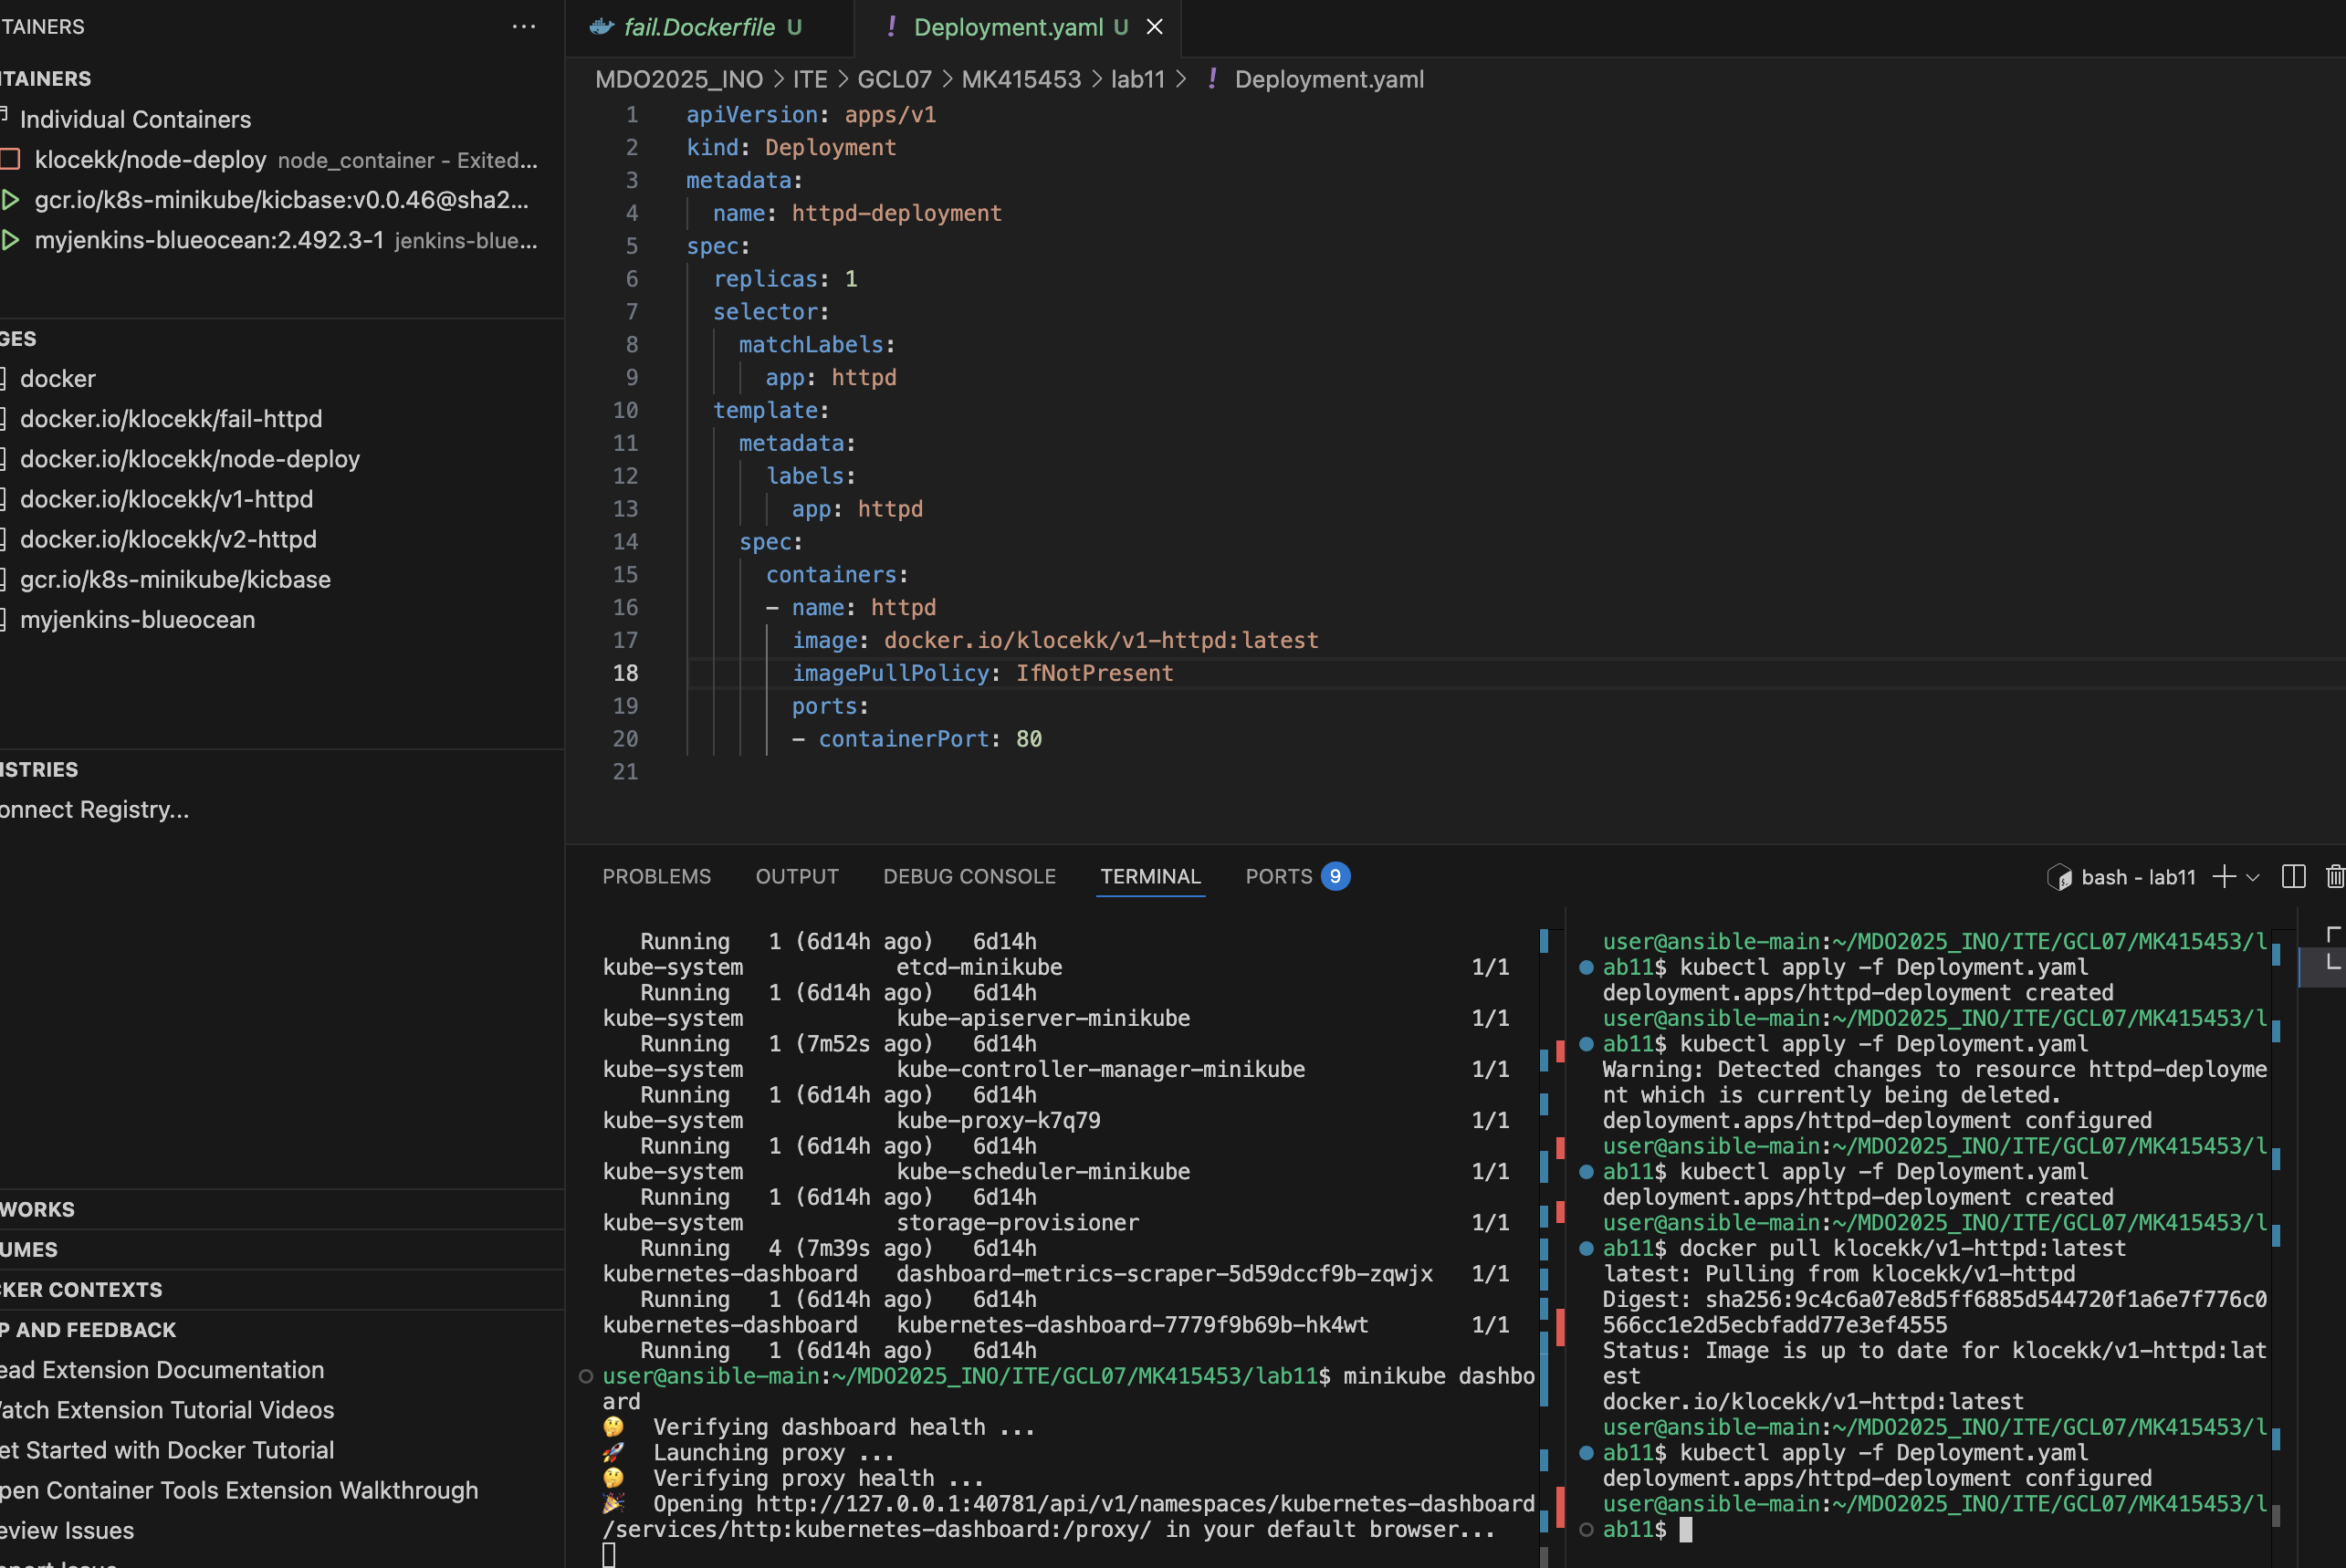 TAINERS
···
TAINERS
Individual Containers
klocekk/node-deploy node_container - Exited...
gcr.io/k8s-minikube/kicbase:v0.0.46@sha2...
myjenkins-blueocean:2.492.3-1 jenkins-blue...
GES
docker
docker.io/klocekk/fail-httpd
docker.io/klocekk/node-deploy
docker.io/klocekk/v1-httpd
docker.io/klocekk/v2-httpd
gcr.io/k8s-minikube/kicbase
myjenkins-blueocean
ISTRIES
onnect Registry...
WORKS
UMES
KER CONTEXTS
P AND FEEDBACK
ead Extension Documentation
atch Extension Tutorial Videos
et Started with Docker Tutorial
pen Container Tools Extension Walkthrough
eview Issues
port Issue
fail.Dockerfile U
! Deployment.yaml U
MDO2025_INO > ITE > GCL07 > MK415453 > lab11 > ! Deployment.yaml
1 apiVersion: apps/v1
2 kind: Deployment
3 metadata:
4 name: httpd-deployment
5 spec:
6 replicas: 1
7 selector:
8 matchLabels:
9 app: httpd
10 template:
11 metadata:
12 labels:
13 app: httpd
14 spec:
15 containers:
16 - name: httpd
17 image: docker.io/klocekk/v1-httpd:latest
18 imagePullPolicy: IfNotPresent
19 ports:
20 - containerPort: 80
21
PROBLEMS OUTPUT DEBUG CONSOLE TERMINAL PORTS 9
bash - lab11
Running 1 (6d14h ago) 6d14h
kube-system etcd-minikube 1/1
Running 1 (6d14h ago) 6d14h
kube-system kube-apiserver-minikube 1/1
Running 1 (7m52s ago) 6d14h
kube-system kube-controller-manager-minikube 1/1
Running 1 (6d14h ago) 6d14h
kube-system kube-proxy-k7q79 1/1
Running 1 (6d14h ago) 6d14h
kube-system kube-scheduler-minikube 1/1
Running 1 (6d14h ago) 6d14h
kube-system storage-provisioner 1/1
Running 4 (7m39s ago) 6d14h
kubernetes-dashboard dashboard-metrics-scraper-5d59dccf9b-zqwjx 1/1
Running 1 (6d14h ago) 6d14h
kubernetes-dashboard kubernetes-dashboard-7779f9b69b-hk4wt 1/1
Running 1 (6d14h ago) 6d14h
user@ansible-main:~/MDO2025_INO/ITE/GCL07/MK415453/lab11$ minikube dashbo
ard
🤔 Verifying dashboard health ...
🚀 Launching proxy ...
🤔 Verifying proxy health ...
🎉 Opening http://127.0.0.1:40781/api/v1/namespaces/kubernetes-dashboard
/services/http:kubernetes-dashboard:/proxy/ in your default browser...
user@ansible-main:~/MDO2025_INO/ITE/GCL07/MK415453/l
ab11$ kubectl apply -f Deployment.yaml
deployment.apps/httpd-deployment created
user@ansible-main:~/MDO2025_INO/ITE/GCL07/MK415453/l
ab11$ kubectl apply -f Deployment.yaml
Warning: Detected changes to resource httpd-deployme
nt which is currently being deleted.
deployment.apps/httpd-deployment configured
user@ansible-main:~/MDO2025_INO/ITE/GCL07/MK415453/l
ab11$ kubectl apply -f Deployment.yaml
deployment.apps/httpd-deployment created
user@ansible-main:~/MDO2025_INO/ITE/GCL07/MK415453/l
ab11$ docker pull klocekk/v1-httpd:latest
latest: Pulling from klocekk/v1-httpd
Digest: sha256:9c4c6a07e8d5ff6885d544720f1a6e7f776c0
566cc1e2d5ecbfadd77e3ef4555
Status: Image is up to date for klocekk/v1-httpd:lat
est
docker.io/klocekk/v1-httpd:latest
user@ansible-main:~/MDO2025_INO/ITE/GCL07/MK415453/l
ab11$ kubectl apply -f Deployment.yaml
deployment.apps/httpd-deployment configured
user@ansible-main:~/MDO2025_INO/ITE/GCL07/MK415453/l
ab11$